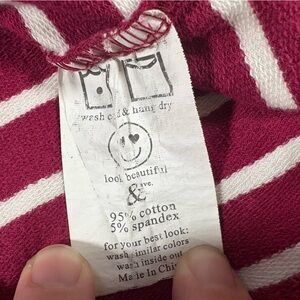 wash cold & hang dry
look beautiful
&
ave.
95% cotton
5% spandex
for your best look:
wash similar colors
wash inside out
Made In China